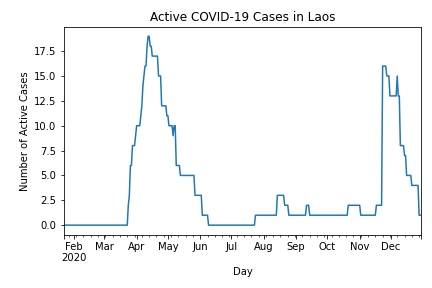 Active COVID-19 Cases in Laos
Number of Active Cases
17.5
15.0
12.5
10.0
7.5
5.0
2.5
0.0
Feb Mar Apr May Jun Jul Aug Sep Oct Nov Dec
2020
Day